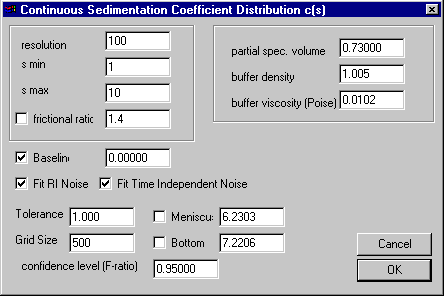 Continuous Sedimentation Coefficient Distribution c(s)
resolution 100
s min 1
s max 10
frictional ratic 1.4
partial spec. volume 0.73000
buffer density 1.005
buffer viscosity (Poise) 0.0102
Baseline 0.00000
Fit RI Noise Fit Time Independent Noise
Tolerance 1.000 Meniscu: 6.2303
Grid Size 500 Bottom 7.2206
confidence level (F-ratio) 0.95000
Cancel
OK